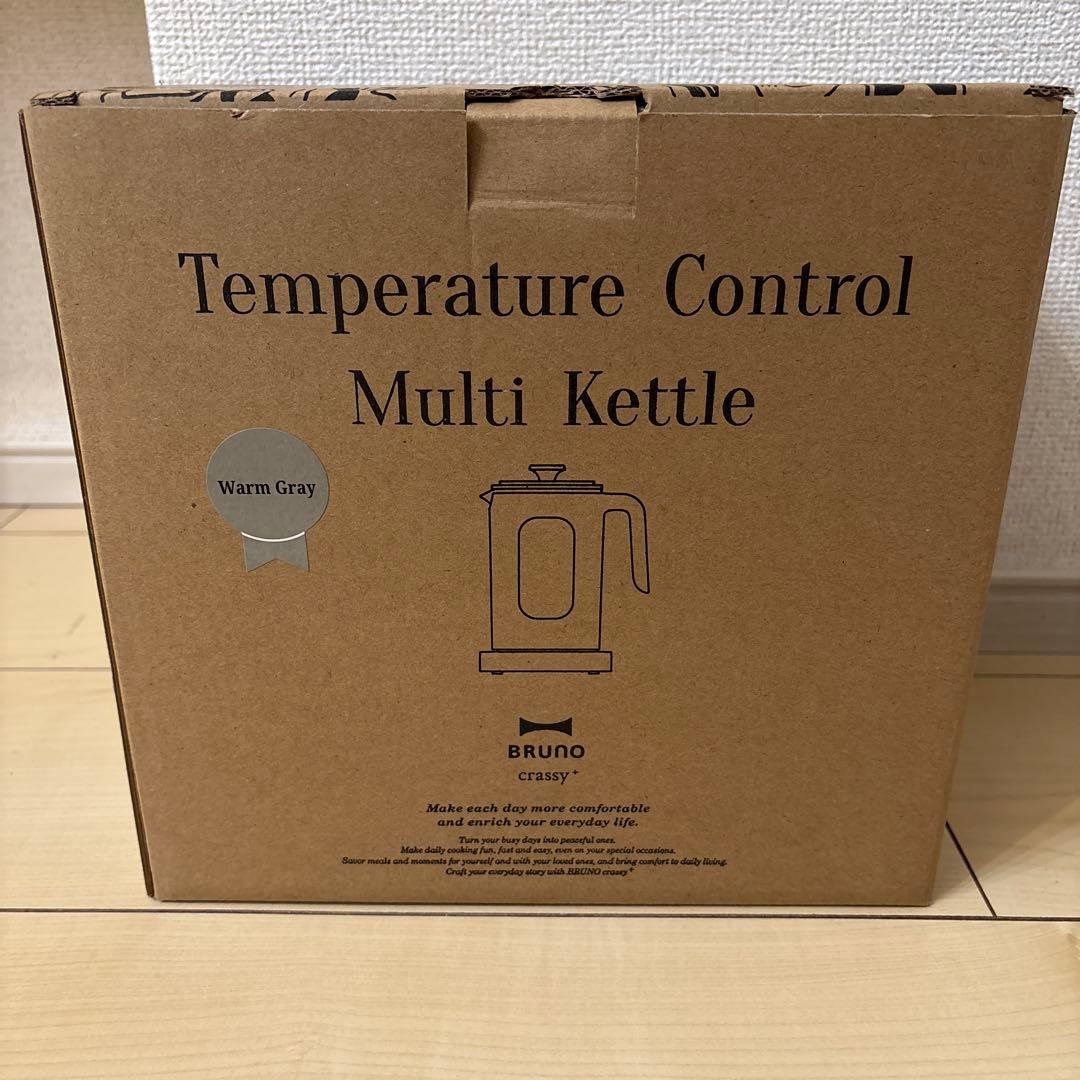 Temperature Control
Multi Kettle
Warm Gray
BRUNO
crassy+
Make each day more comfortable
and enrich your everyday life.
Turn your busy days into peaceful ones.
Make daily cooking fun, fast and easy, even on your special occasions.
Savor meals and moments for yourself and with your loved ones, and bring comfort to daily living.
Craft your everyday story with BRUNO crassy+